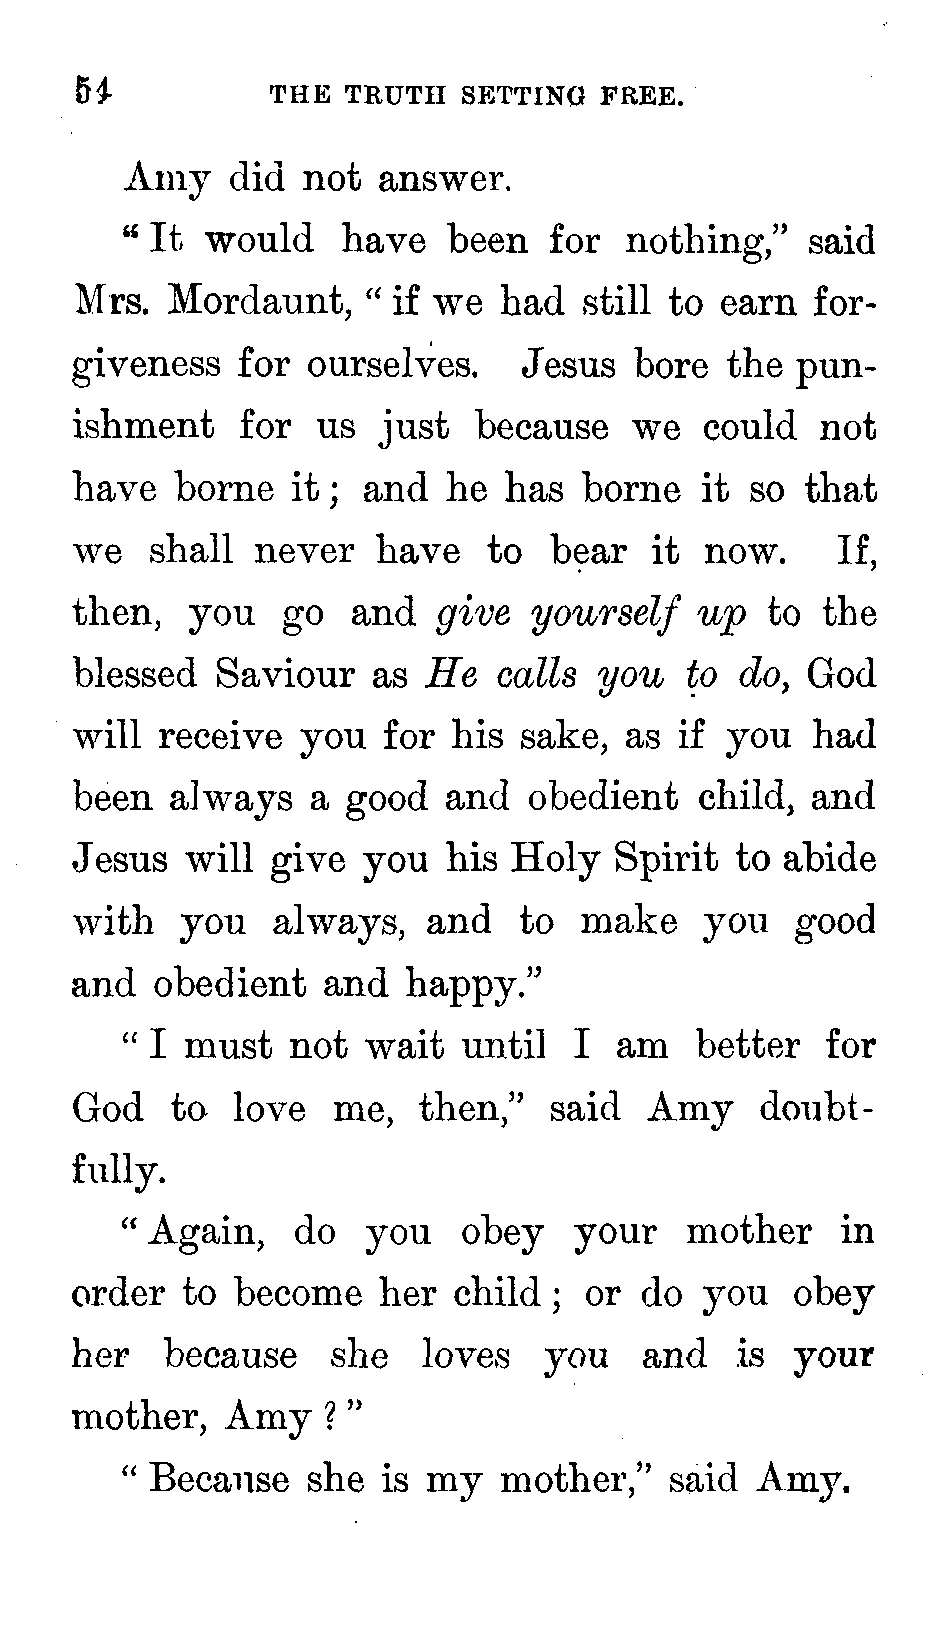 54 THE TRUTH SETTING FREE.
Amy did not answer.
" It would have been for nothing," said
Mrs. Mordaunt, " if we had still to earn for-
giveness for ourselves. Jesus bore the pun-
ishment for us just because we could not
have borne it ; and he has borne it so that
we shall never have to bear it now. If,
then, you go and give yourself up to the
blessed Saviour as He calls you to do, God
will receive you for his sake, as if you had
been always a good and obedient child, and
Jesus will give you his Holy Spirit to abide
with you always, and to make you good
and obedient and happy."
" I must not wait until I am better for
God to love me, then," said Amy doubt-
fully.
" Again, do you obey your mother in
order to become her child ; or do you obey
her because she loves you and is your
mother, Amy ? "
" Because she is my mother," said Amy.